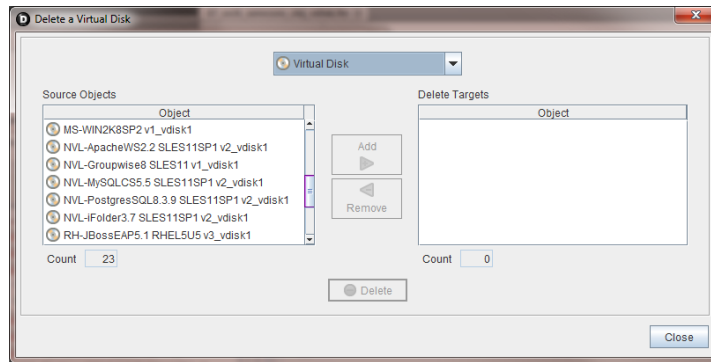 Delete a Virtual Disk
Virtual Disk
Source Objects
Object
MS-WIN2K8SP2 v1_vdisk1
NVL-ApacheWS2.2 SLES11SP1 v2_vdisk1
NVL-Groupwise8 SLES11 v1_vdisk1
NVL-MySQLCS5.5 SLES11SP1 v2_vdisk1
NVL-PostgresSQL8.3.9 SLES11SP1 v2_vdisk1
NVL-iFolder3.7 SLES11SP1 v2_vdisk1
RH-JBossEAP5.1 RHEL5U5 v3_vdisk1
Count 23
Add
Remove
Delete Targets
Object
Count 0
Delete
Close